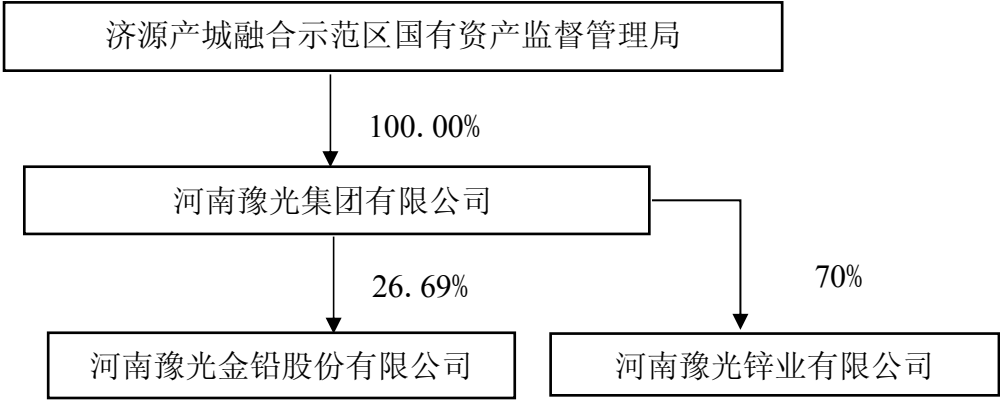 济源产城融合示范区国有资产监督管理局
100.00%
河南豫光集团有限公司
26.69%
70%
河南豫光金铅股份有限公司
河南豫光锌业有限公司